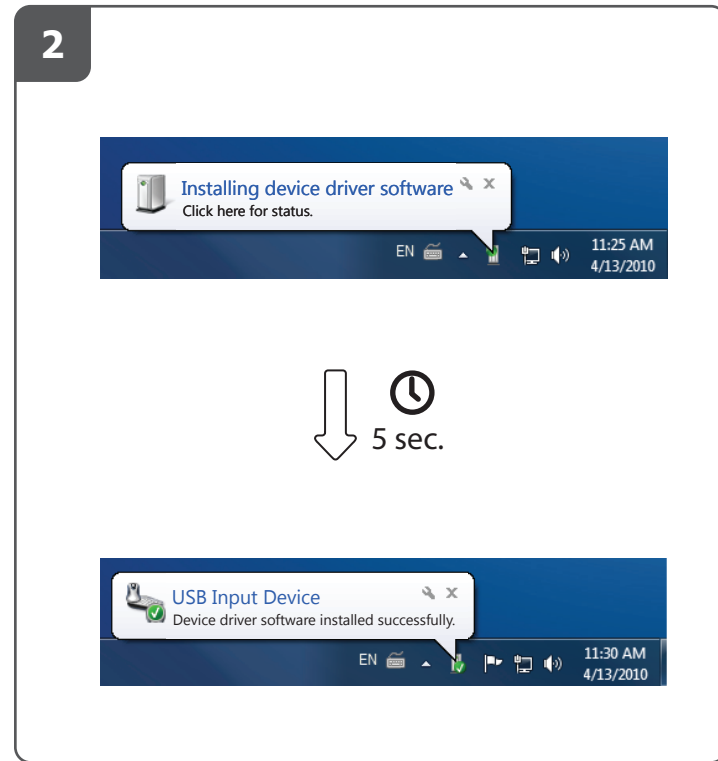 2
Installing device driver software
Click here for status.
EN
11:25 AM
4/13/2010
5 sec.
USB Input Device
Device driver software installed successfully.
EN
11:30 AM
4/13/2010